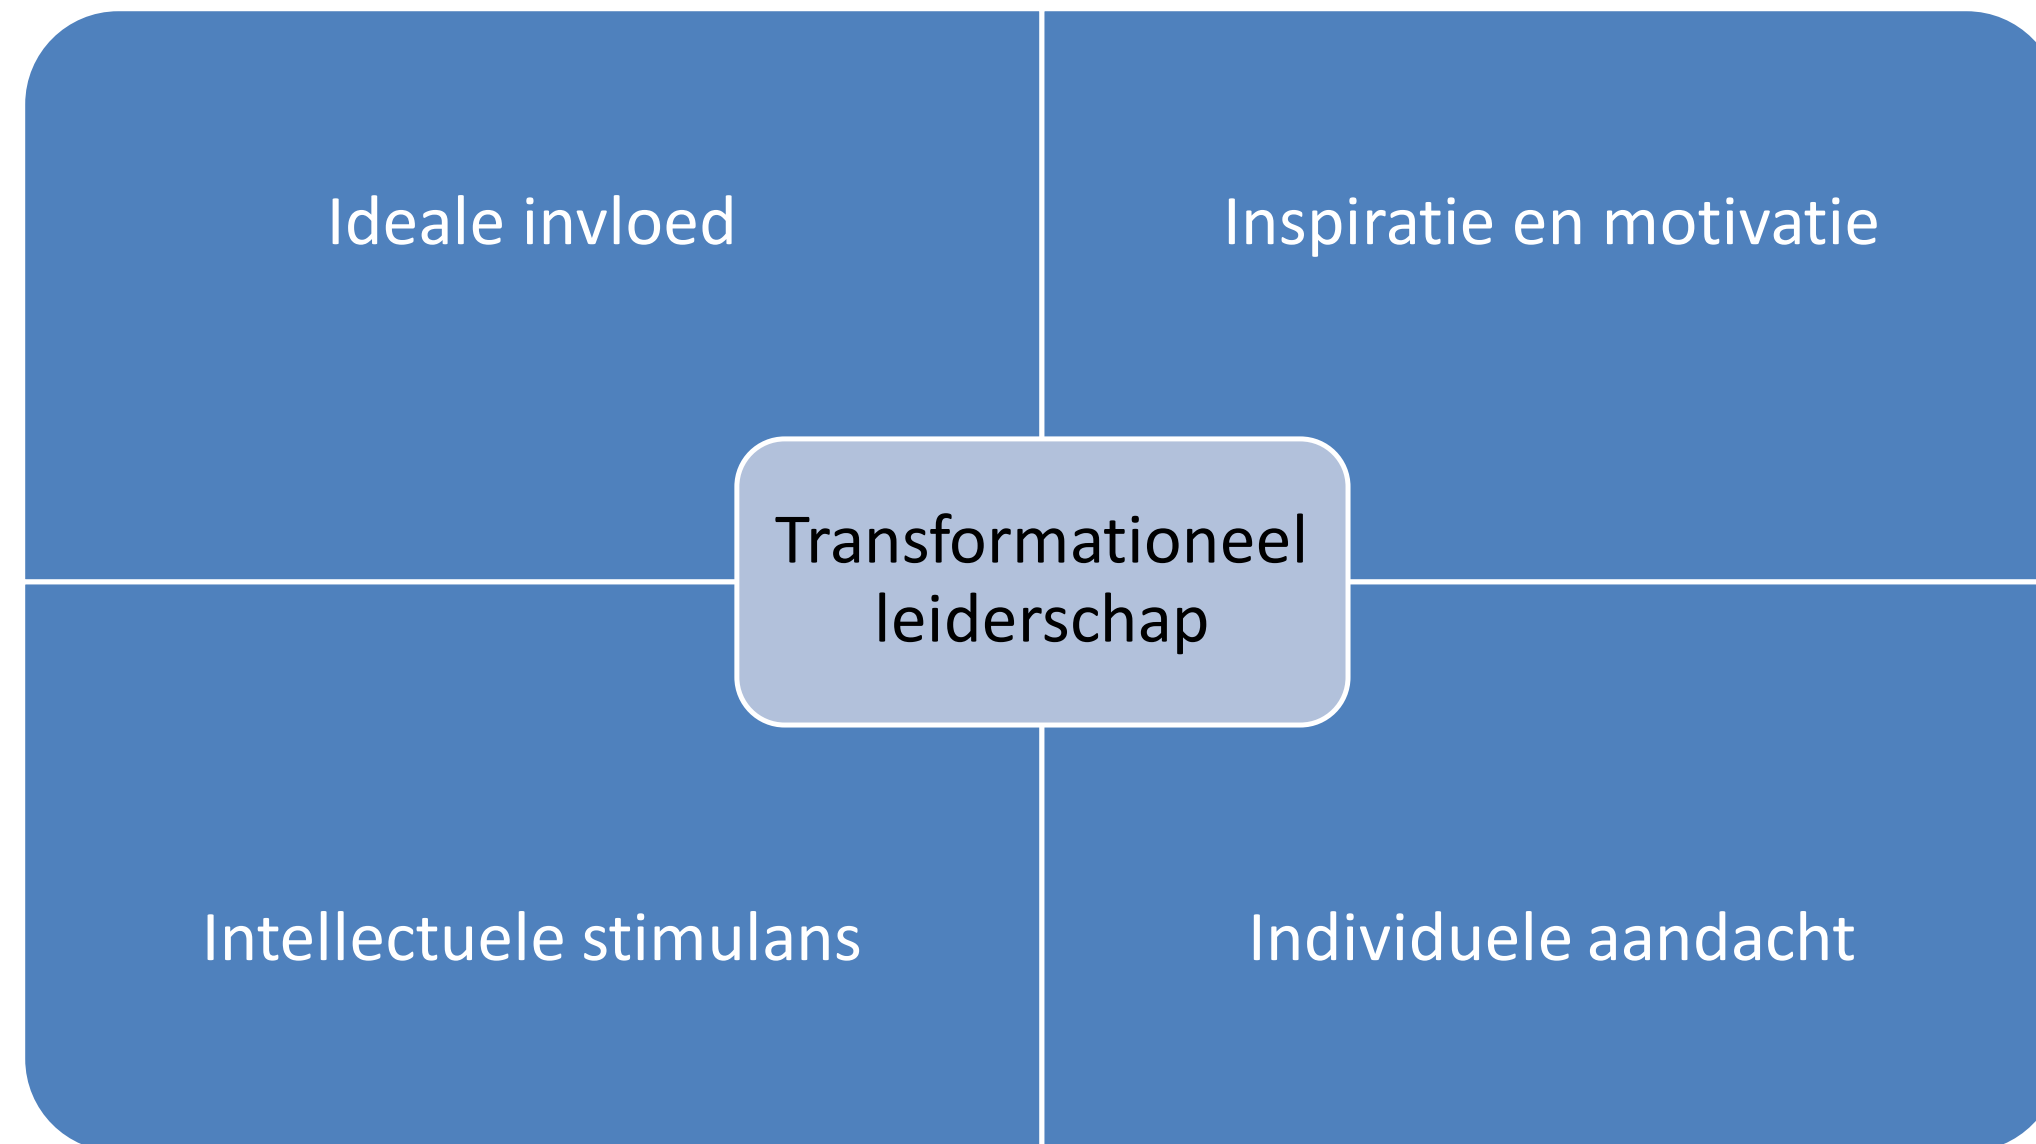 Ideale invloed
Inspiratie en motivatie
Transformationeel
leiderschap
Intellectuele stimulans
Individuele aandacht